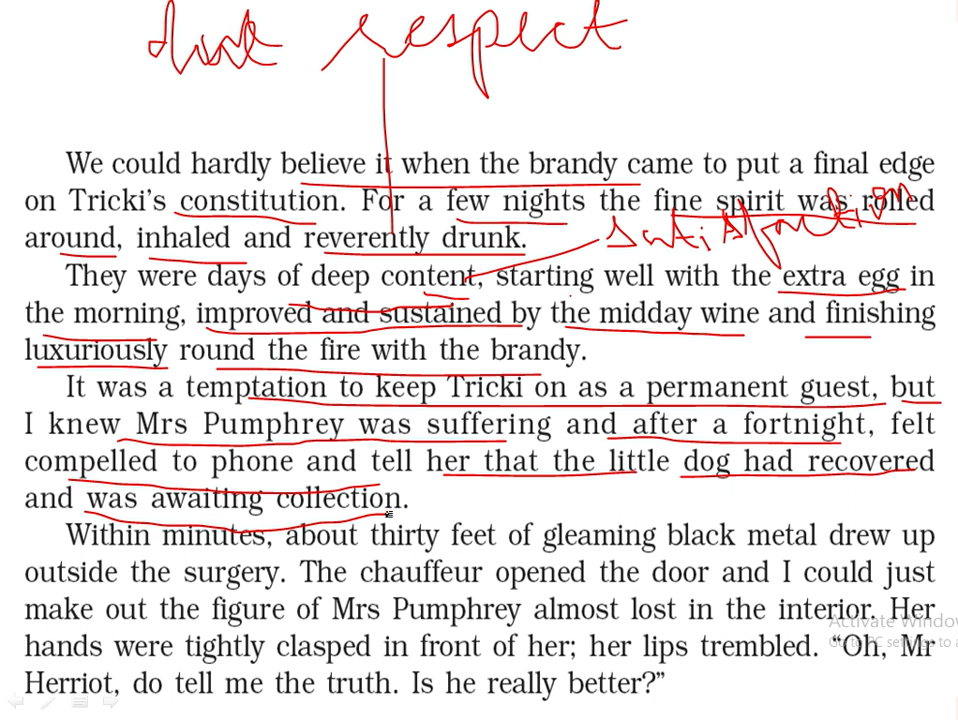 respect
We could hardly believe it when the brandy came to put a final edge
on Tricki's constitution. For a few nights the fine spirit was rolled
around, inhaled and reverently drunk.
satisfaction
They were days of deep content, starting well with the extra egg in
the morning, improved and sustained by the midday wine and finishing
luxuriously round the fire with the brandy.
It was a temptation to keep Tricki on as a permanent guest, but
I knew Mrs Pumphrey was suffering and after a fortnight, felt
compelled to phone and tell her that the little dog had recovered
and was awaiting collection.
Within minutes, about thirty feet of gleaming black metal drew up
outside the surgery. The chauffeur opened the door and I could just
make out the figure of Mrs Pumphrey almost lost in the interior. Her
hands were tightly clasped in front of her; her lips trembled. “Oh, Mr
Herriot, do tell me the truth. Is he really better?”
Activate Windo
Go to PC settings to a